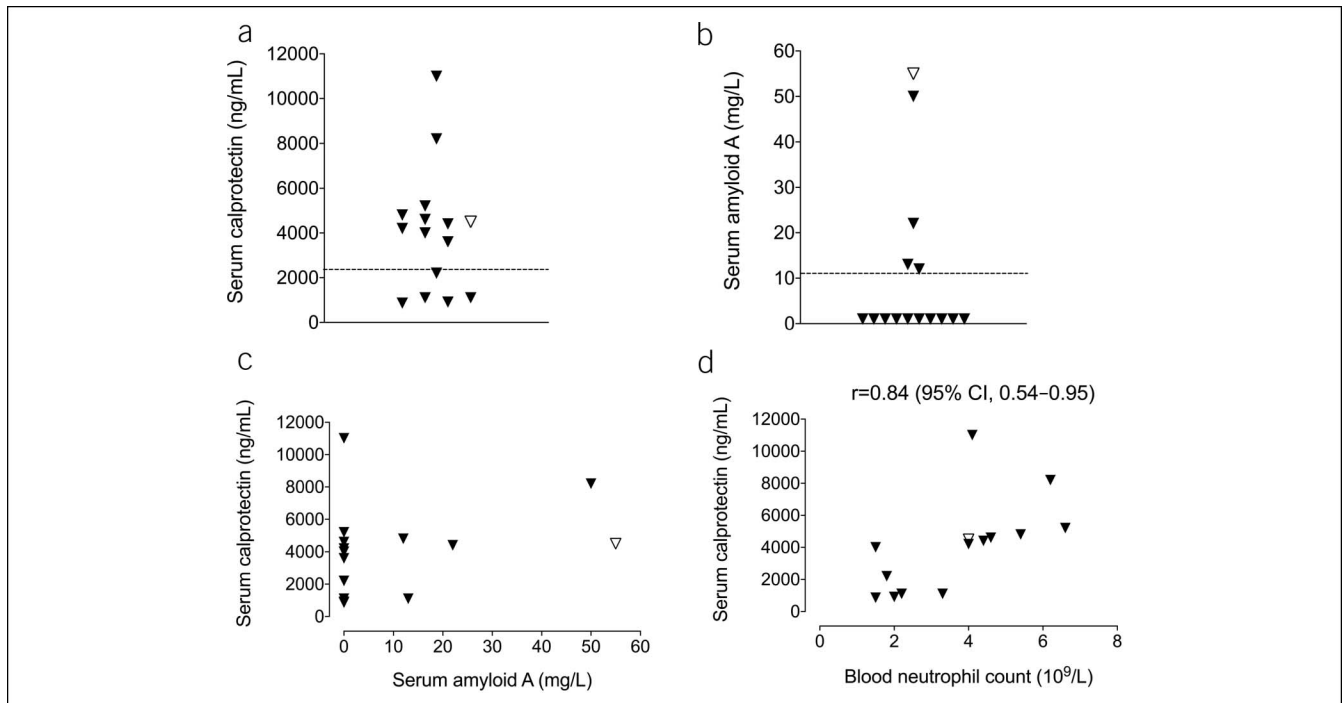 a
Serum calprotectin (ng/mL)
12000
10000
8000
6000
4000
2000
0
b
Serum amyloid A (mg/L)
60
50
40
30
20
10
0
c
Serum calprotectin (ng/mL)
12000
10000
8000
6000
4000
2000
0
0 10 20 30 40 50 60
Serum amyloid A (mg/L)
d
r=0.84 (95% CI, 0.54–0.95)
Serum calprotectin (ng/mL)
12000
10000
8000
6000
4000
2000
0
0 2 4 6 8
Blood neutrophil count (10⁹/L)